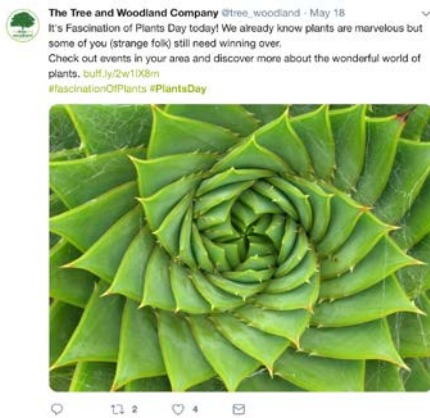 The Tree and Woodland Company @tree_woodland · May 18
It's Fascination of Plants Day today! We already know plants are marvelous but
some of you (strange folk) still need winning over.
Check out events in your area and discover more about the wonderful world of
plants. buff.ly/2w1IX8m
#fascinationOfPlants #PlantsDay
2
4